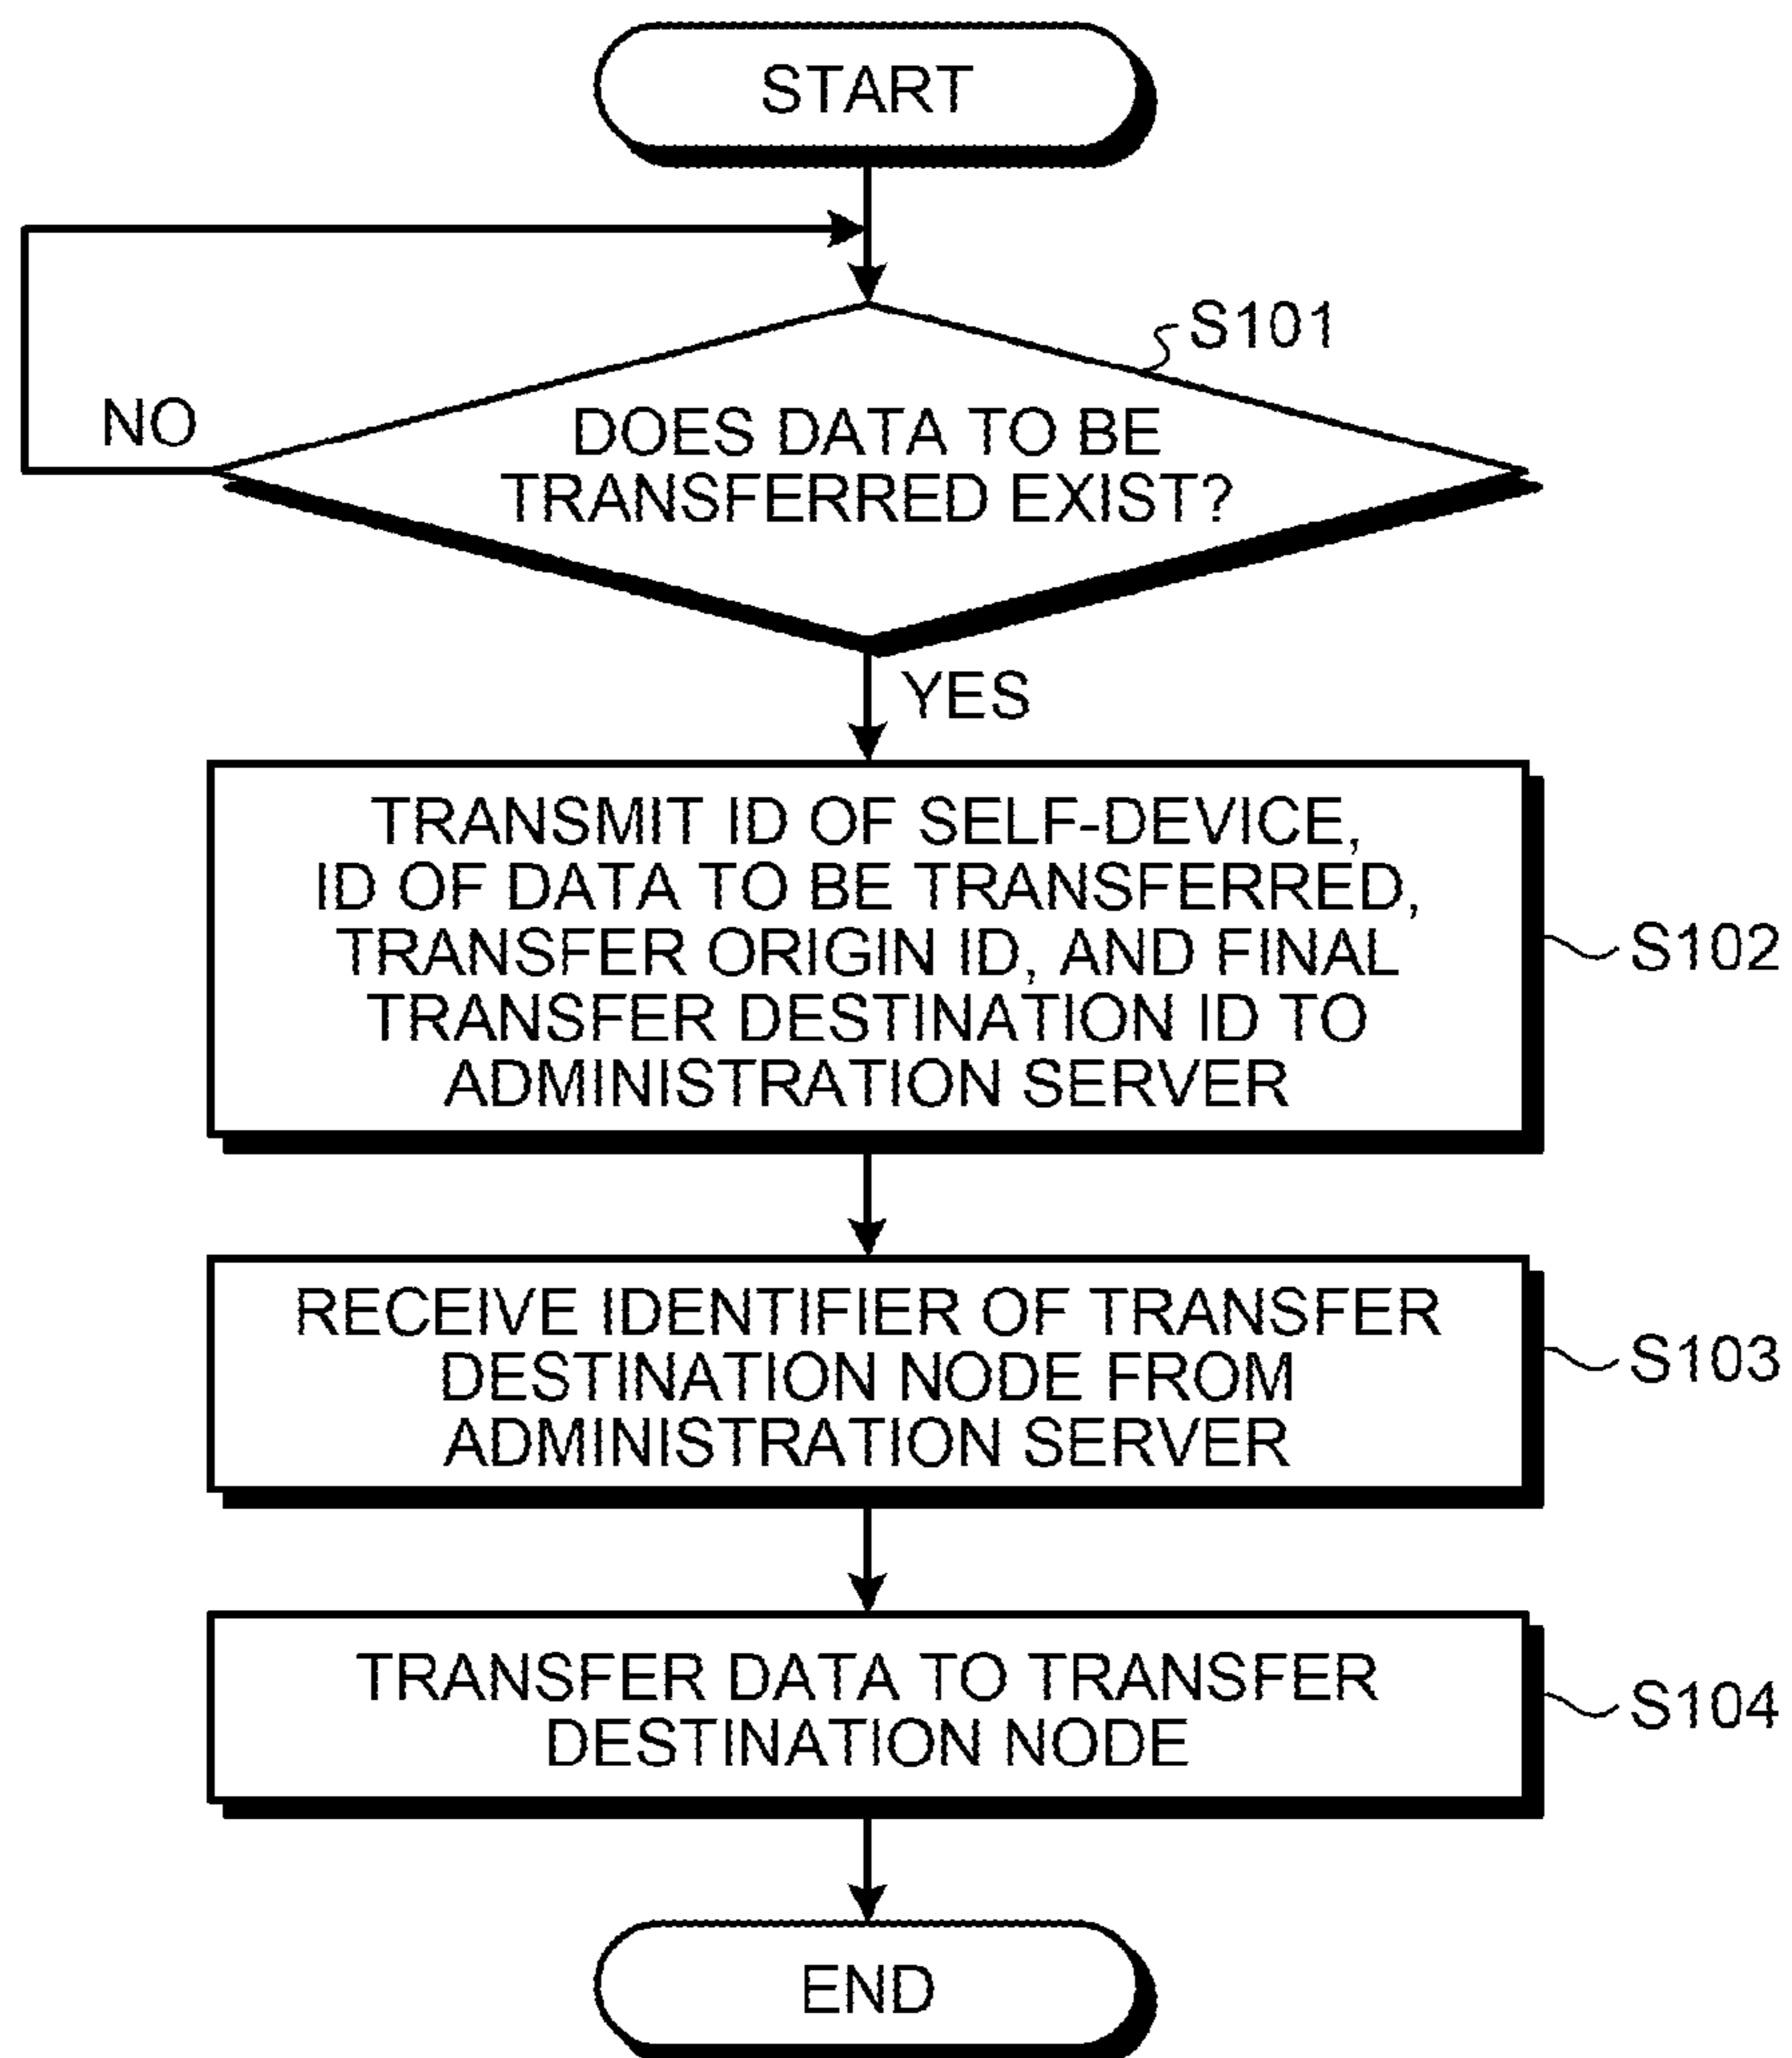 START
S101
NO
DOES DATA TO BE
TRANSFERRED EXIST?
YES
TRANSMIT ID OF SELF-DEVICE,
ID OF DATA TO BE TRANSFERRED,
TRANSFER ORIGIN ID, AND FINAL
TRANSFER DESTINATION ID TO
ADMINISTRATION SERVER
S102
RECEIVE IDENTIFIER OF TRANSFER
DESTINATION NODE FROM
ADMINISTRATION SERVER
S103
TRANSFER DATA TO TRANSFER
DESTINATION NODE
S104
END